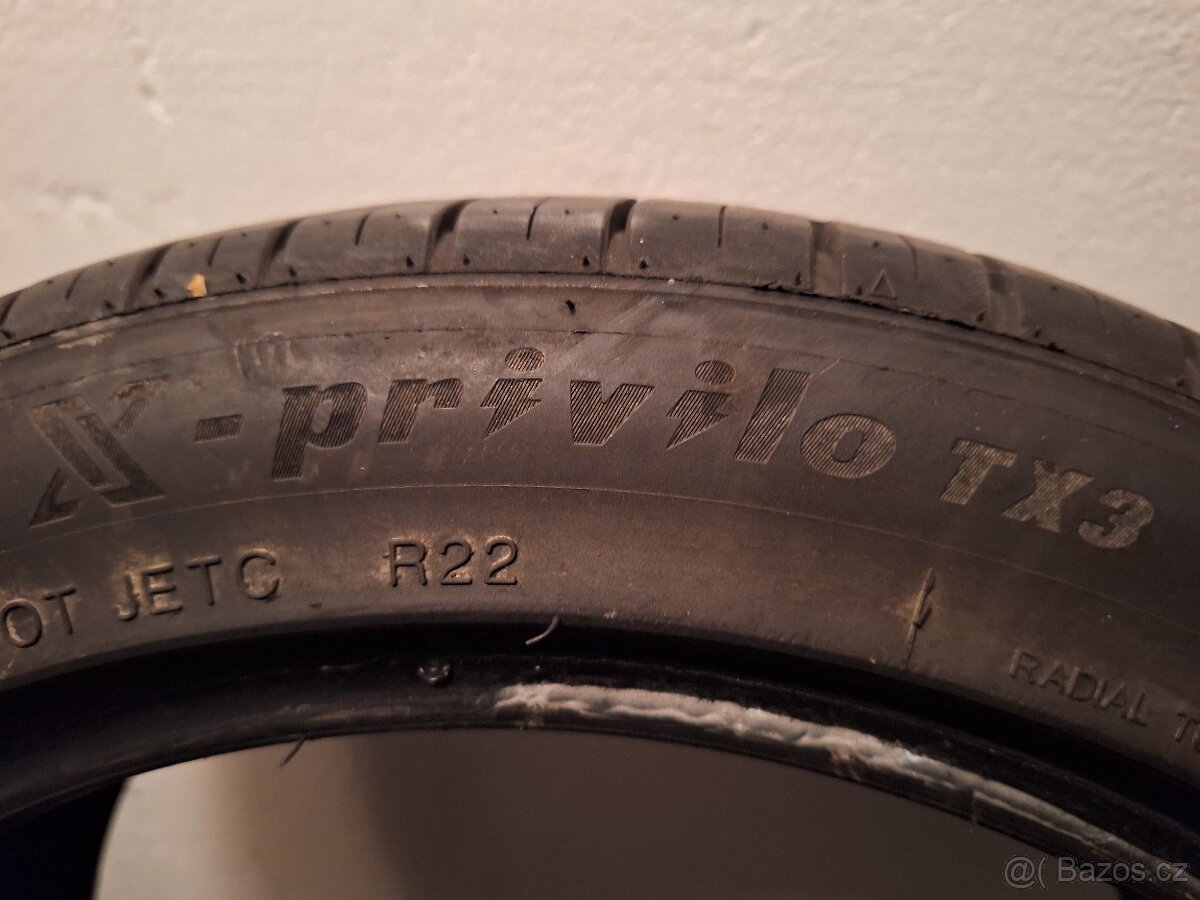 X-privilo TX3
OT JETC R22
RADIAL
@( Bazos.cz